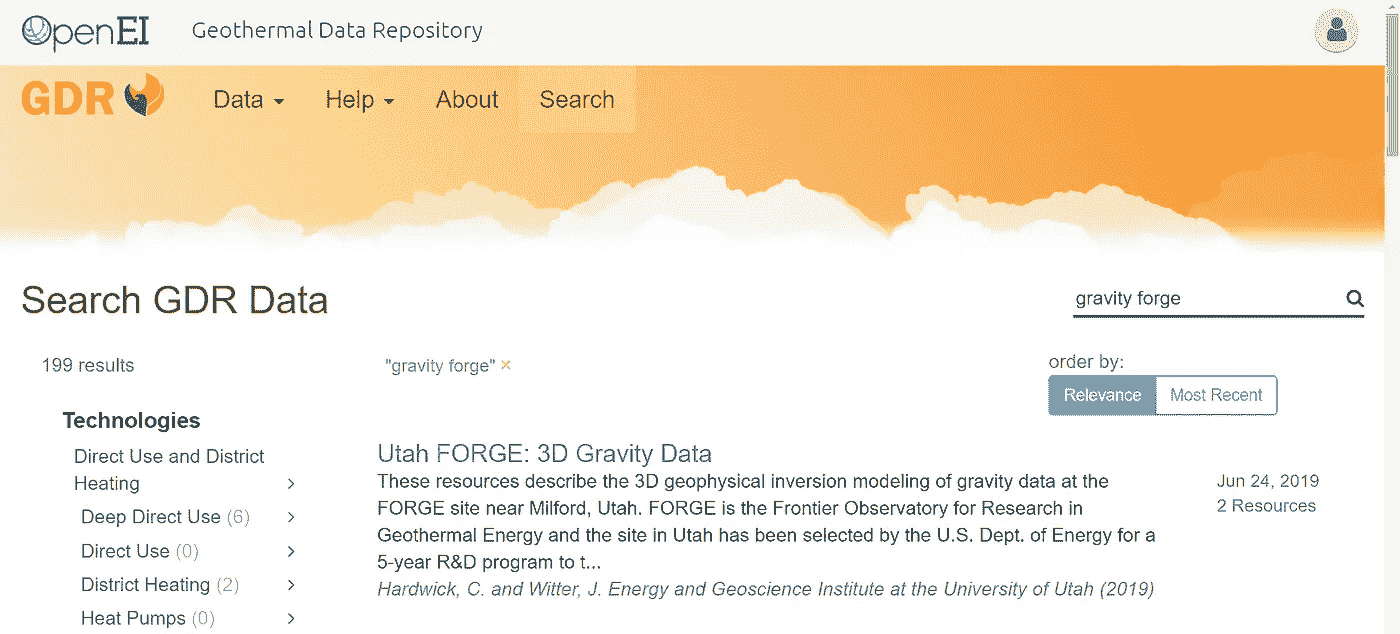 OpenEI Geothermal Data Repository
GDR Data Help About Search
Search GDR Data
gravity forge
199 results
"gravity forge" ×
order by:
Relevance Most Recent
Technologies
Direct Use and District
Heating
Deep Direct Use (6)
Direct Use (0)
District Heating (2)
Heat Pumps (0)
Utah FORGE: 3D Gravity Data
These resources describe the 3D geophysical inversion modeling of gravity data at the
FORGE site near Milford, Utah. FORGE is the Frontier Observatory for Research in
Geothermal Energy and the site in Utah has been selected by the U.S. Dept. of Energy for a
5-year R&D program to t...
Hardwick, C. and Witter, J. Energy and Geoscience Institute at the University of Utah (2019)
Jun 24, 2019
2 Resources